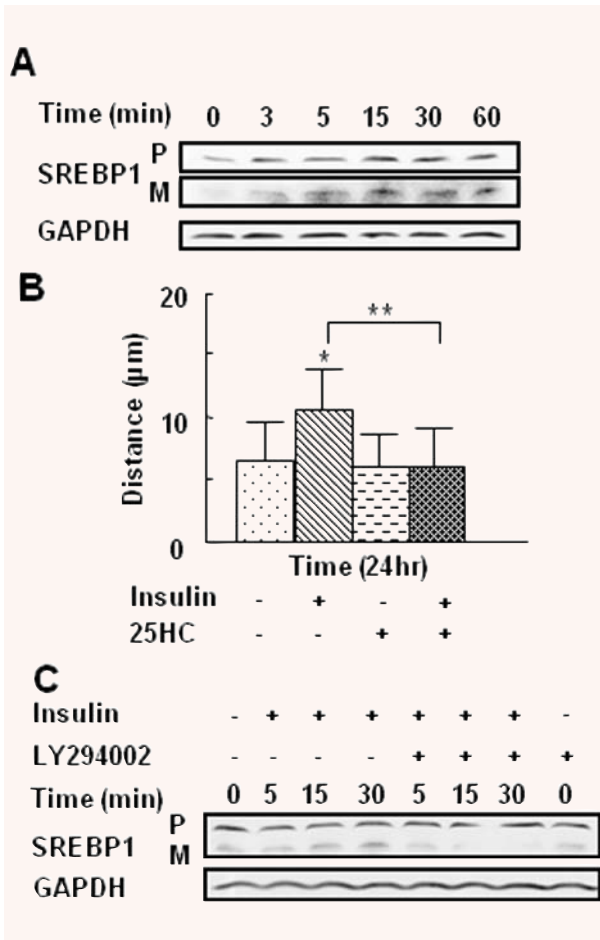 A
Time (min) 0 3 5 15 30 60
P
SREBP1
M
GAPDH
B
20
**
*
10
Distance (µm)
0
Time (24hr)
Insulin - + - +
25HC - - + +
C
Insulin - + + + + + + -
LY294002 - - - - + + + +
Time (min) 0 5 15 30 5 15 30 0
P
SREBP1
M
GAPDH